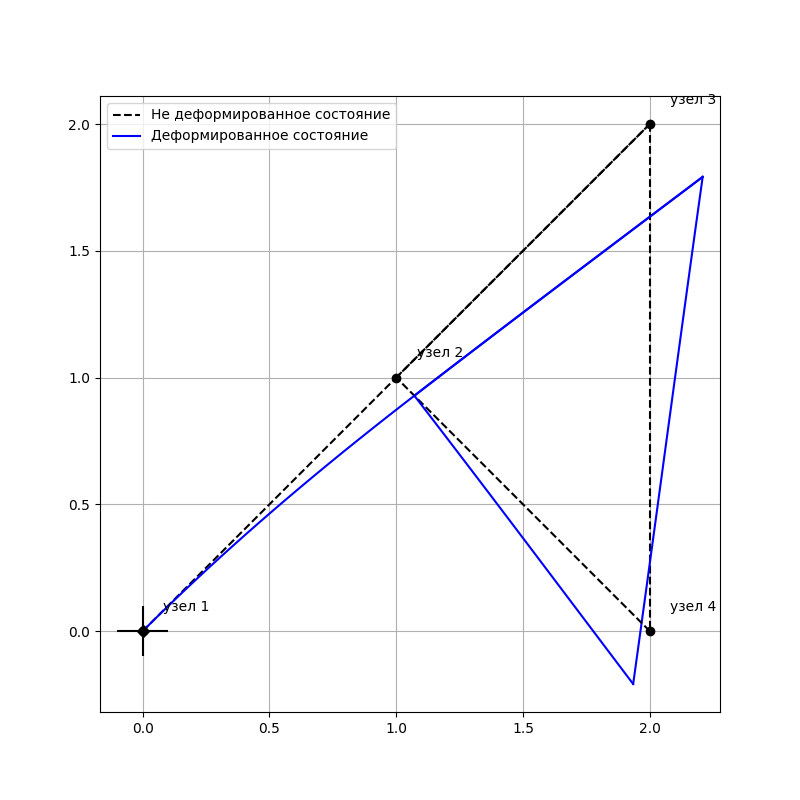 Не деформированное состояние
Деформированное состояние
узел 3
2.0
1.5
узел 2
1.0
0.5
узел 1
узел 4
0.0
0.0
0.5
1.0
1.5
2.0